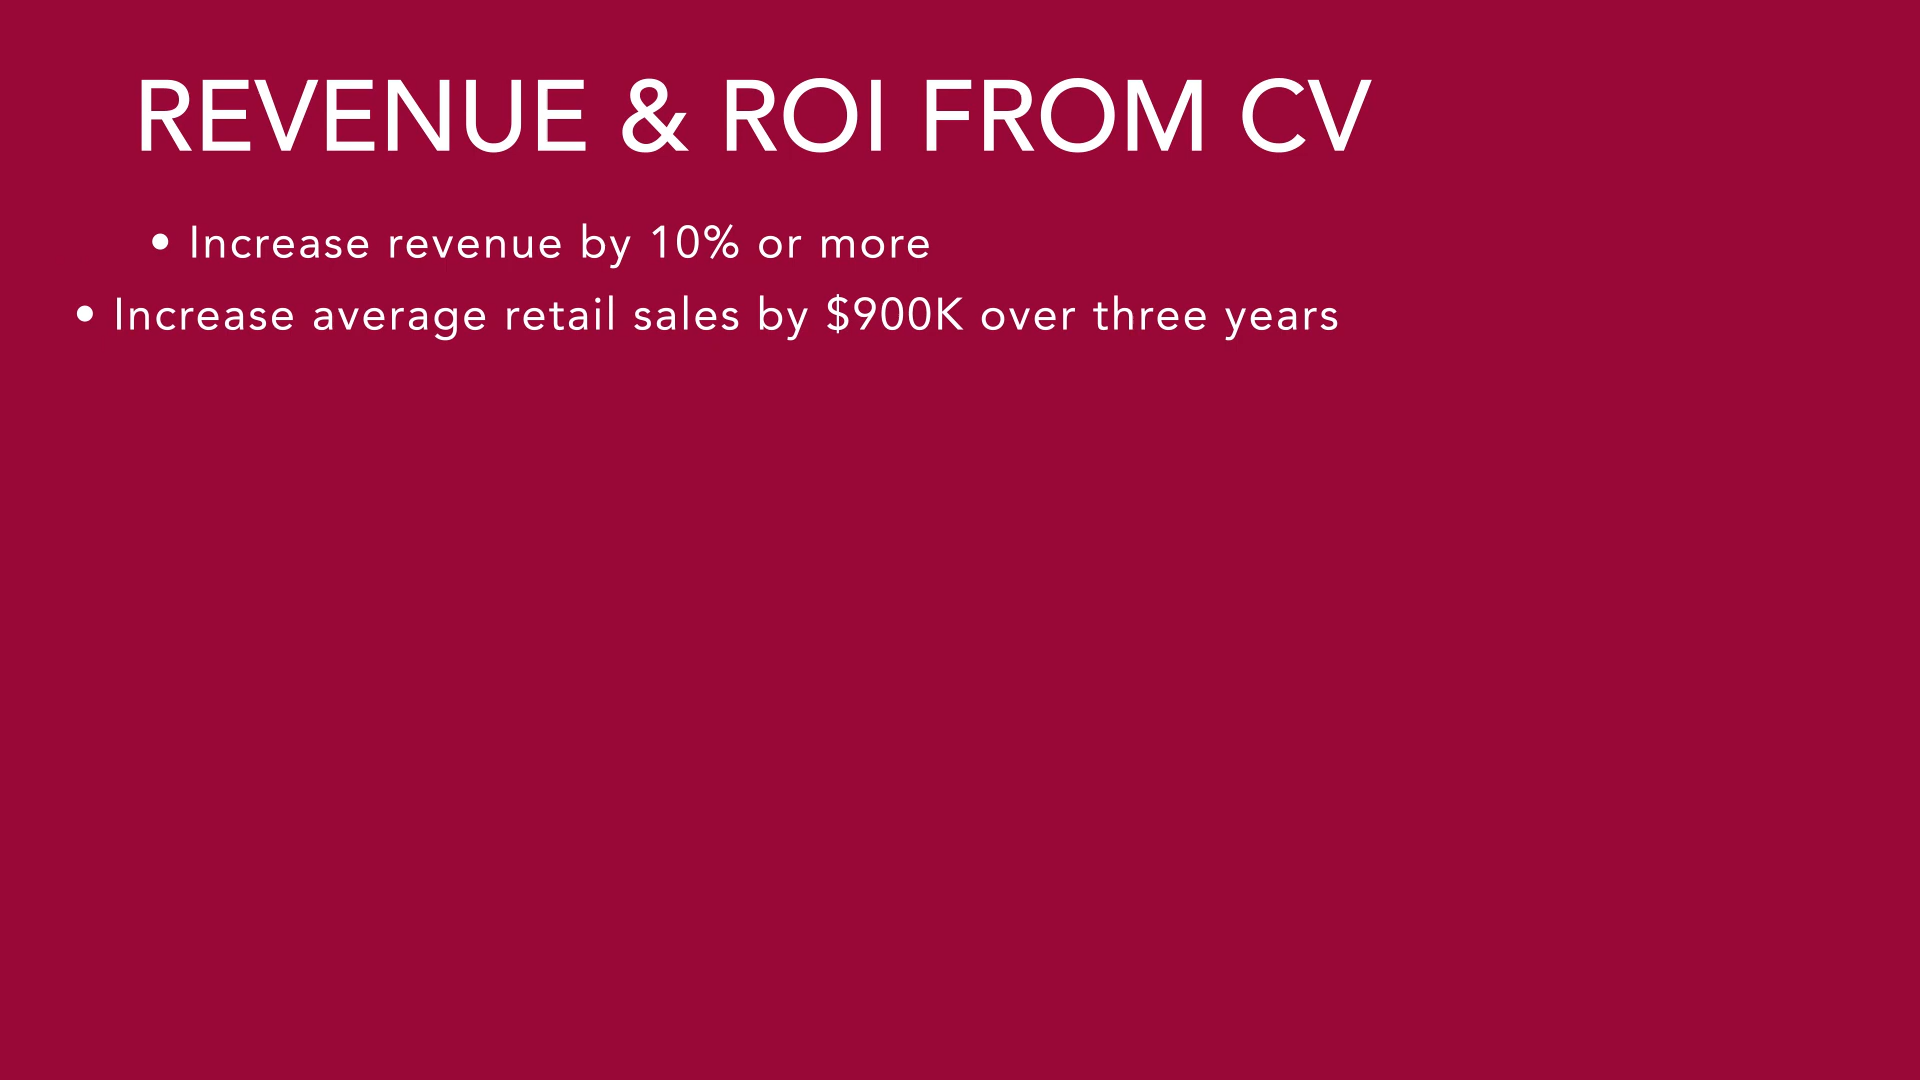 REVENUE & ROI FROM CV
• Increase revenue by 10% or more
• Increase average retail sales by $900K over three years